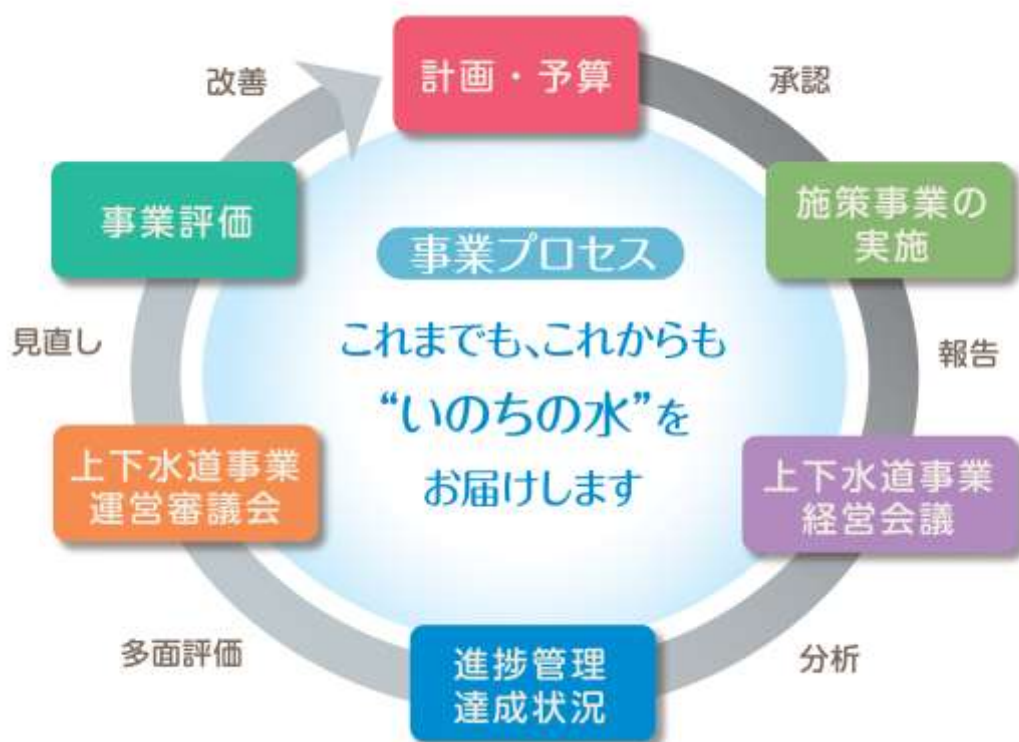 計画・予算
承認
施策事業の
実施
報告
上下水道事業
経営会議
分析
進捗管理
達成状況
多面評価
上下水道事業
運営審議会
見直し
事業評価
改善
事業プロセス
これまでも、これからも
“いのちの水”を
お届けします